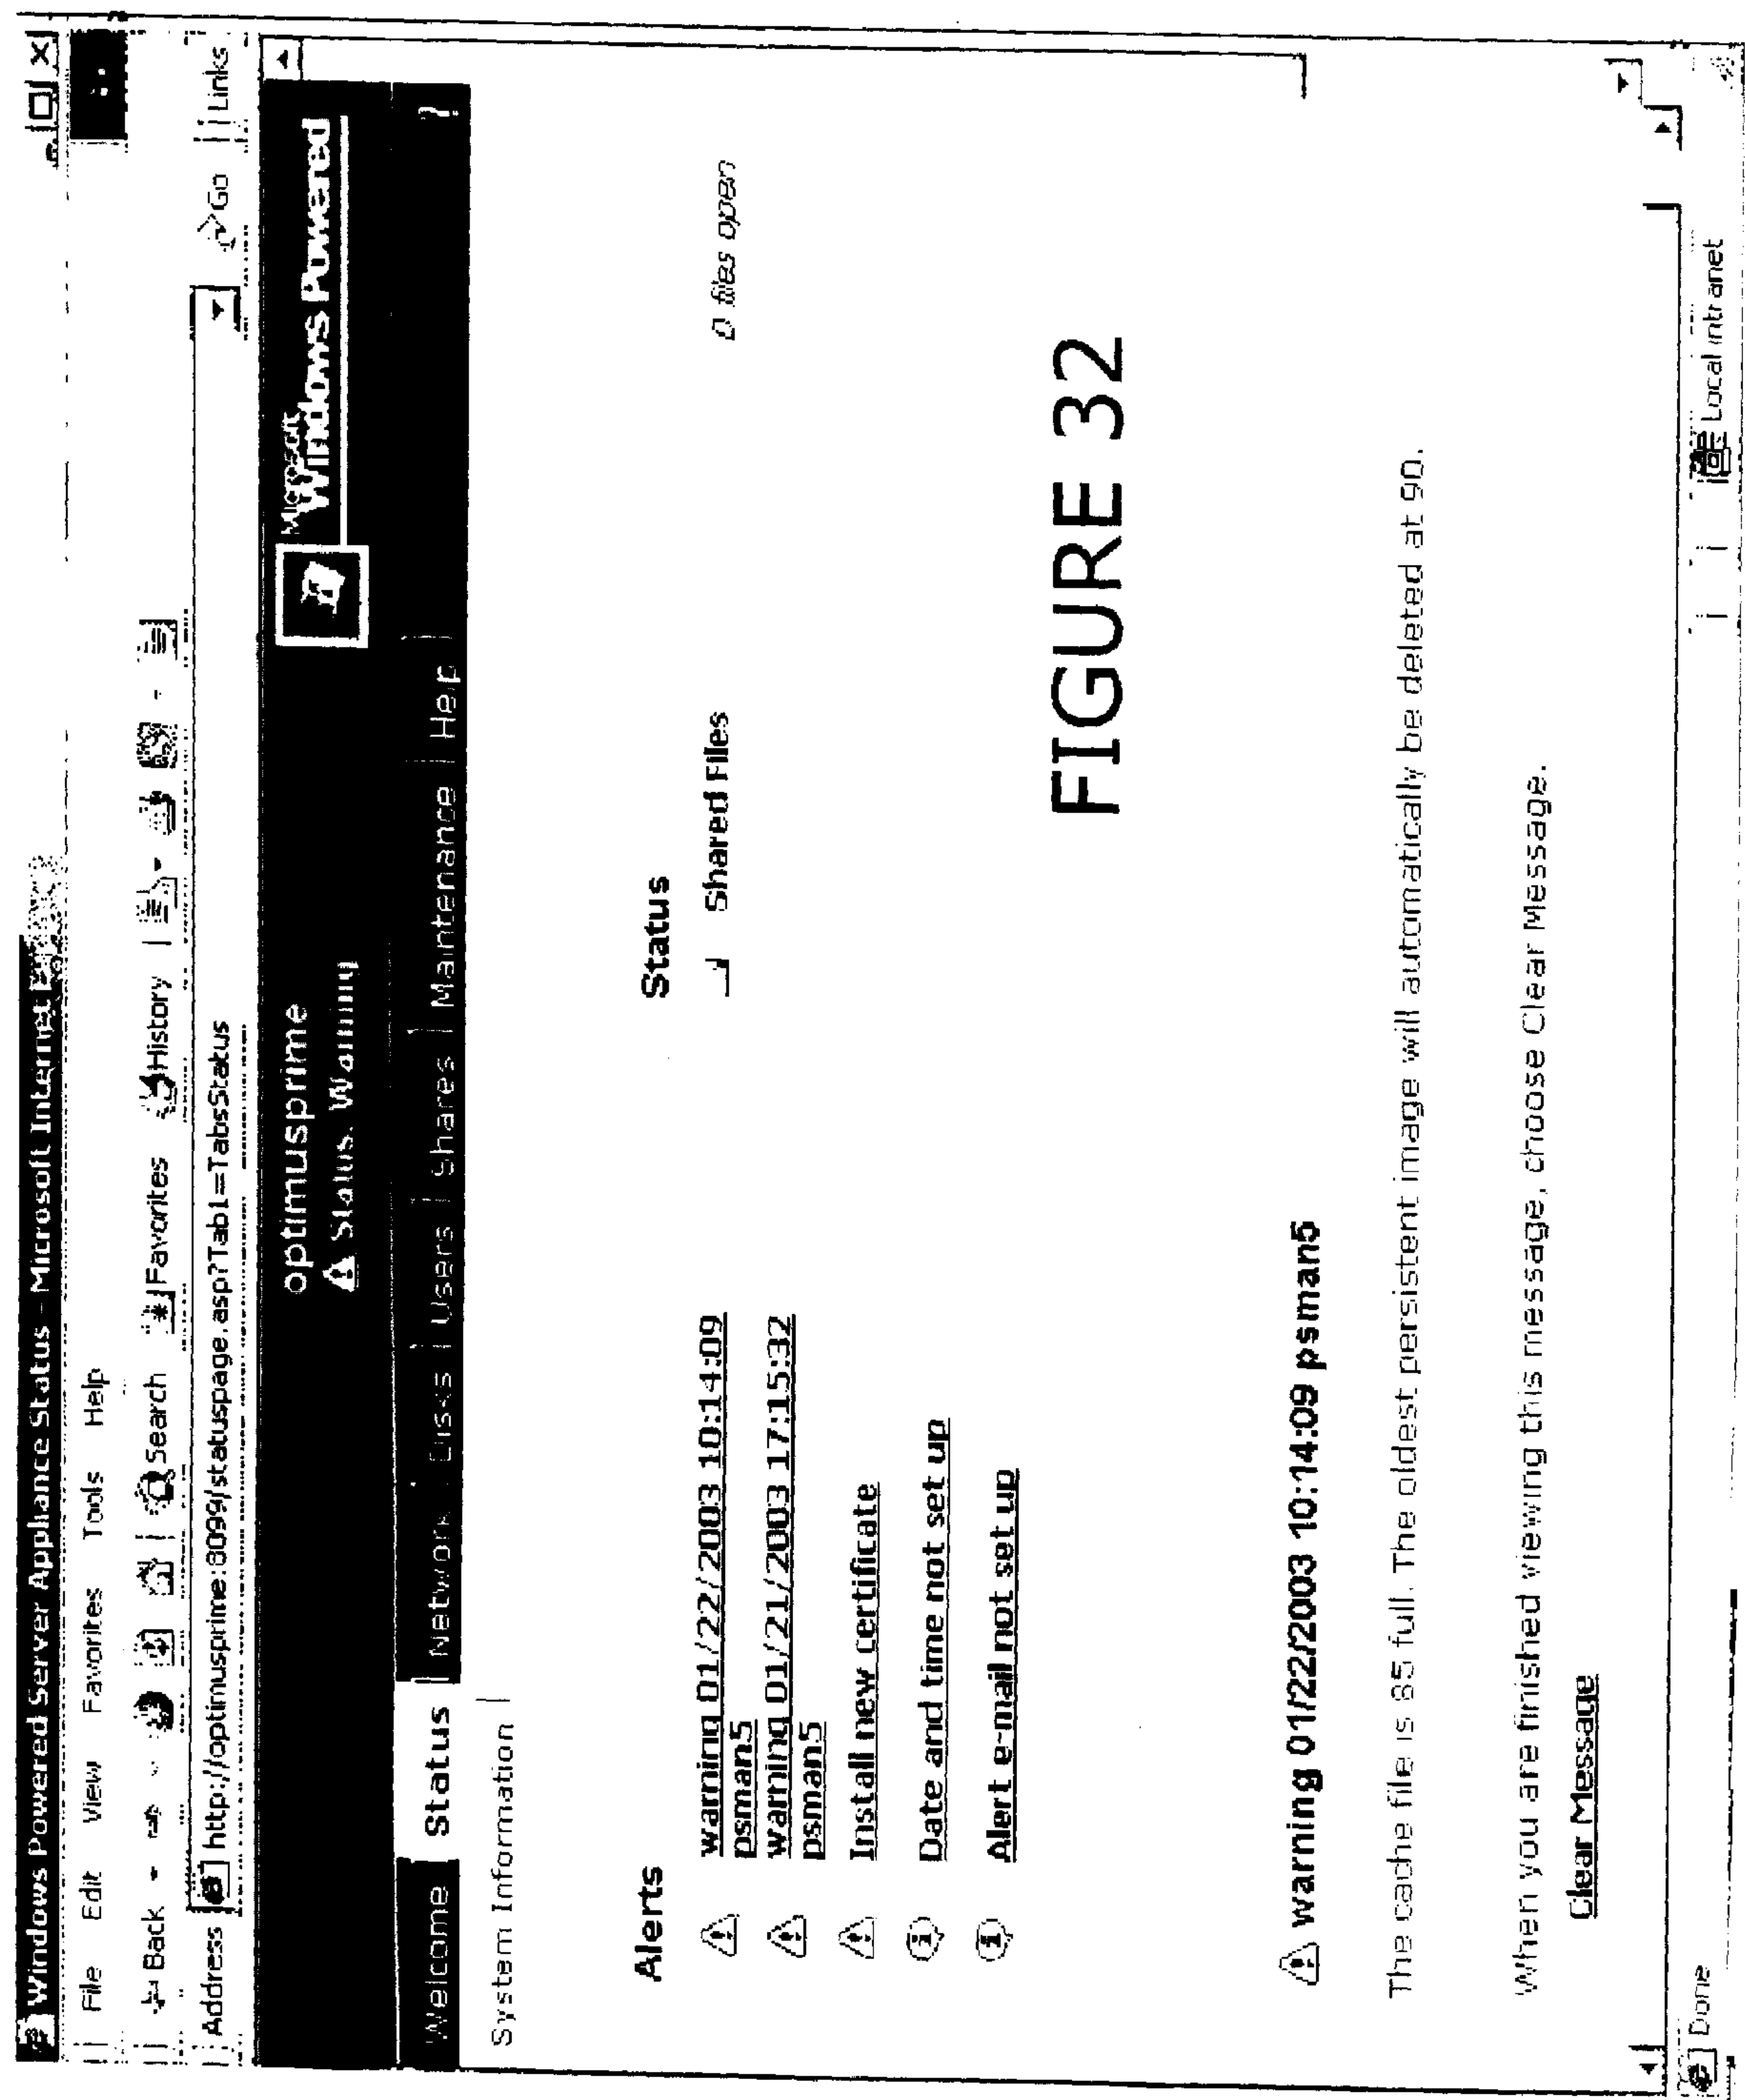 Windows Powered Server Appliance Status - Microsoft Internet
File Edit View Favorites Tools Help
Back Search Favorites History
Address http://optimusprime:8099/statuspage.asp?Tab1=TabsStatus Go Links
optimusprime
Status: Warning
Microsoft
Windows Powered
Welcome Status Network Disks Users Shares Maintenance Help ?
System Information
Alerts
warning 01/22/2003 10:14:09
psman5
warning 01/21/2003 17:15:32
psman5
Install new certificate
Date and time not set up
Alert e-mail not set up
Status
Shared Files 0 files open
FIGURE 32
warning 01/22/2003 10:14:09 psman5
The cache file is 85 full. The oldest persistent image will automatically be deleted at 90.
When you are finished viewing this message, choose Clear Message.
Clear Message
Done Local intranet